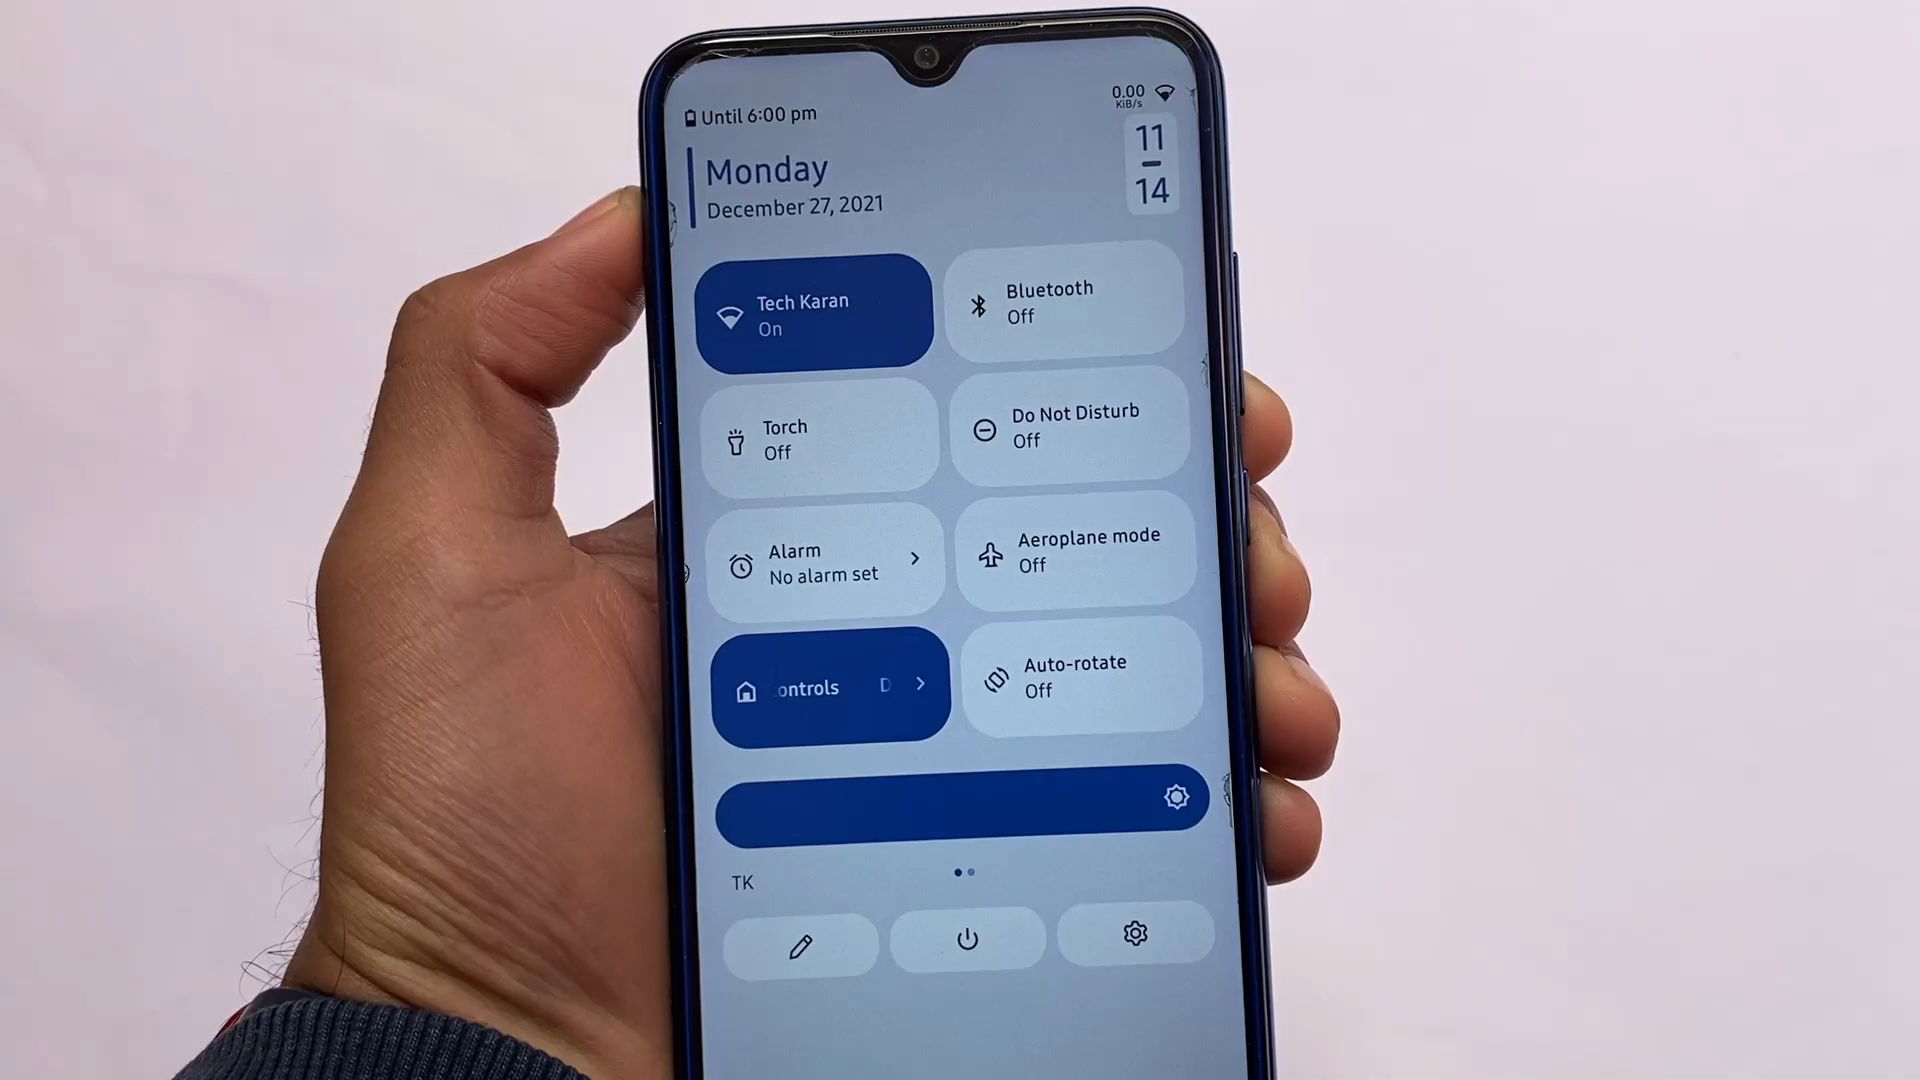 0.00
KiB/s
Until 6:00 pm
11
14
Monday
December 27, 2021
Tech Karan
On
Bluetooth
Off
Torch
Off
Do Not Disturb
Off
Alarm
No alarm set
Aeroplane mode
Off
ontrols D
Auto-rotate
Off
TK